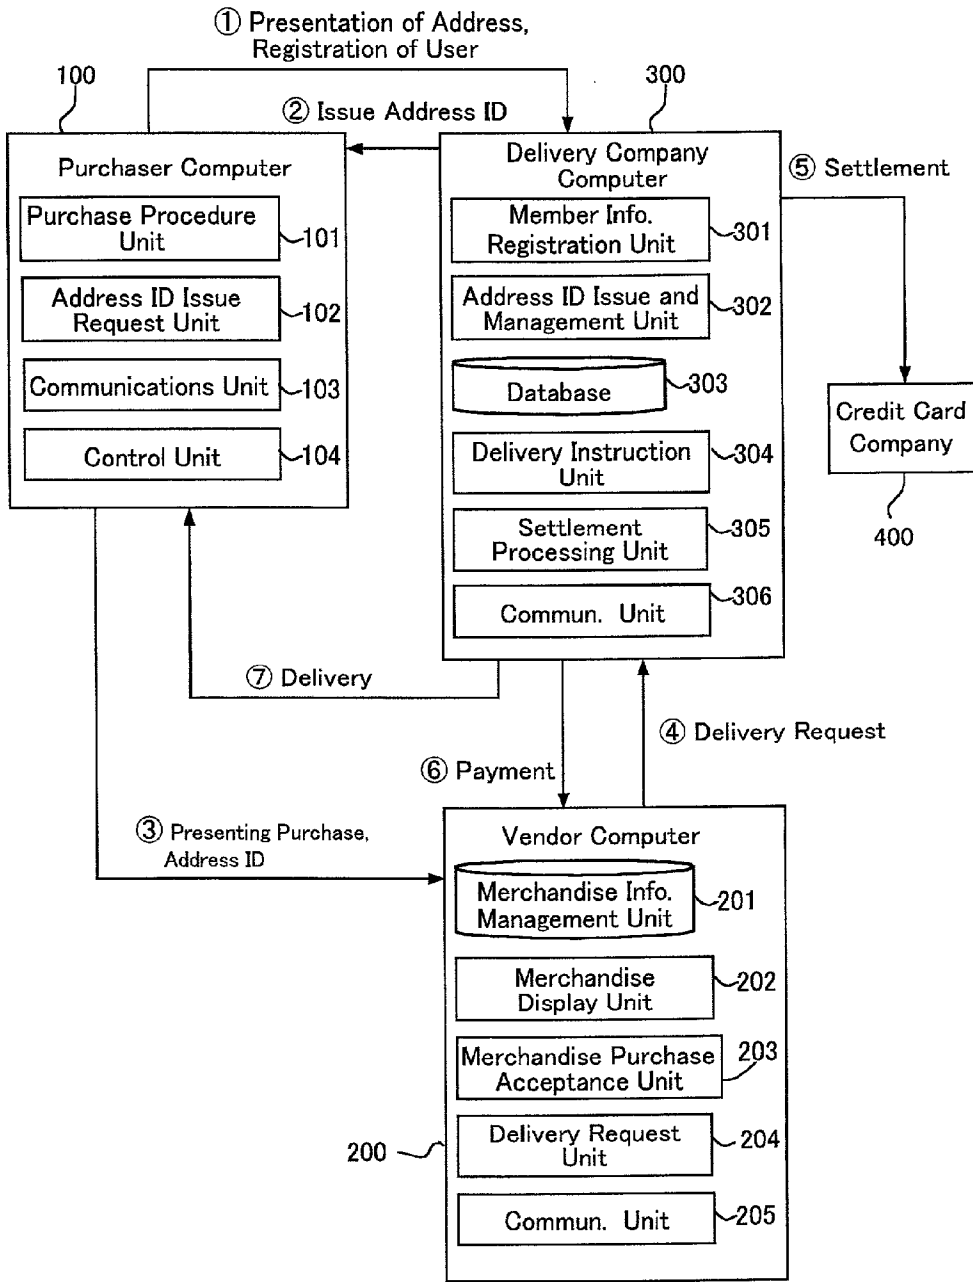 ① Presentation of Address,
Registration of User
100
② Issue Address ID
300
Purchaser Computer
Purchase Procedure
Unit
101
Address ID Issue
Request Unit
102
Communications Unit
103
Control Unit
104
Delivery Company
Computer
Member Info.
Registration Unit
301
Address ID Issue and
Management Unit
302
Database
303
Delivery Instruction
Unit
304
Settlement
Processing Unit
305
Commun. Unit
306
⑤ Settlement
Credit Card
Company
400
⑦ Delivery
④ Delivery Request
⑥ Payment
③ Presenting Purchase,
Address ID
Vendor Computer
Merchandise Info.
Management Unit
201
Merchandise
Display Unit
202
Merchandise Purchase
Acceptance Unit
203
Delivery Request
Unit
204
200
Commun. Unit
205